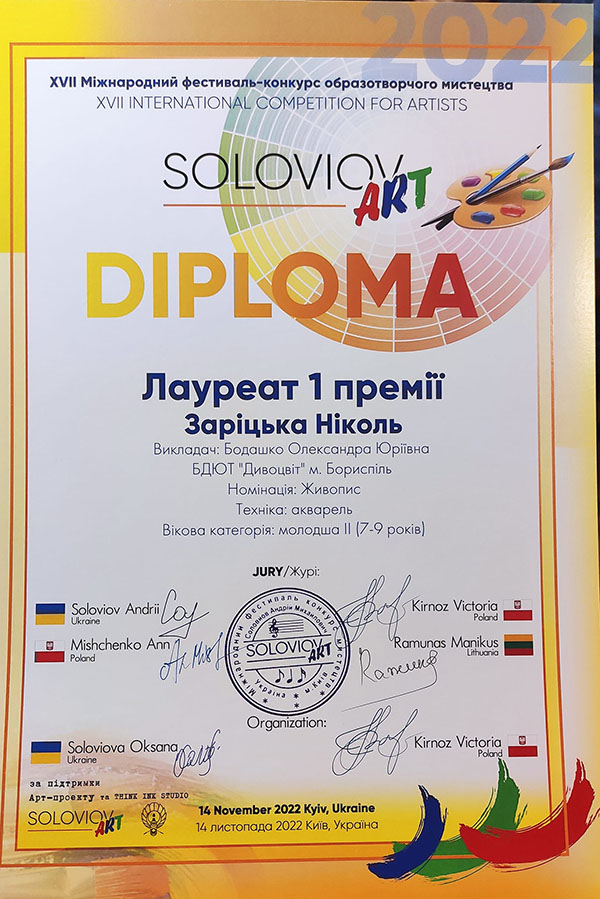 2022
XVII Міжнародний фестиваль-конкурс образотворчого мистецтва
XVII INTERNATIONAL COMPETITION FOR ARTISTS
SOLOVIOV
ART
DIPLOMA
Лауреат 1 премії
Заріцька Ніколь
Викладач: Бодашко Олександра Юріївна
БДЮТ "Дивоцвіт" м. Бориспіль
Номінація: Живопис
Техніка: акварель
Вікова категорія: молодша II (7-9 років)
JURY/Журі:
Soloviov Andrii
Ukraine
Kirnoz Victoria
Poland
Mishchenko Ann
Poland
Ramunas Manikus
Lithuania
SOLOVIOV
ART
Україна
Organization:
Soloviova Oksana
Ukraine
Kirnoz Victoria
Poland
за підтримки
Арт-проекту та THINK INK STUDIO
SOLOVIOV
ART
14 November 2022 Kyiv, Ukraine
14 листопада 2022 Київ, Україна